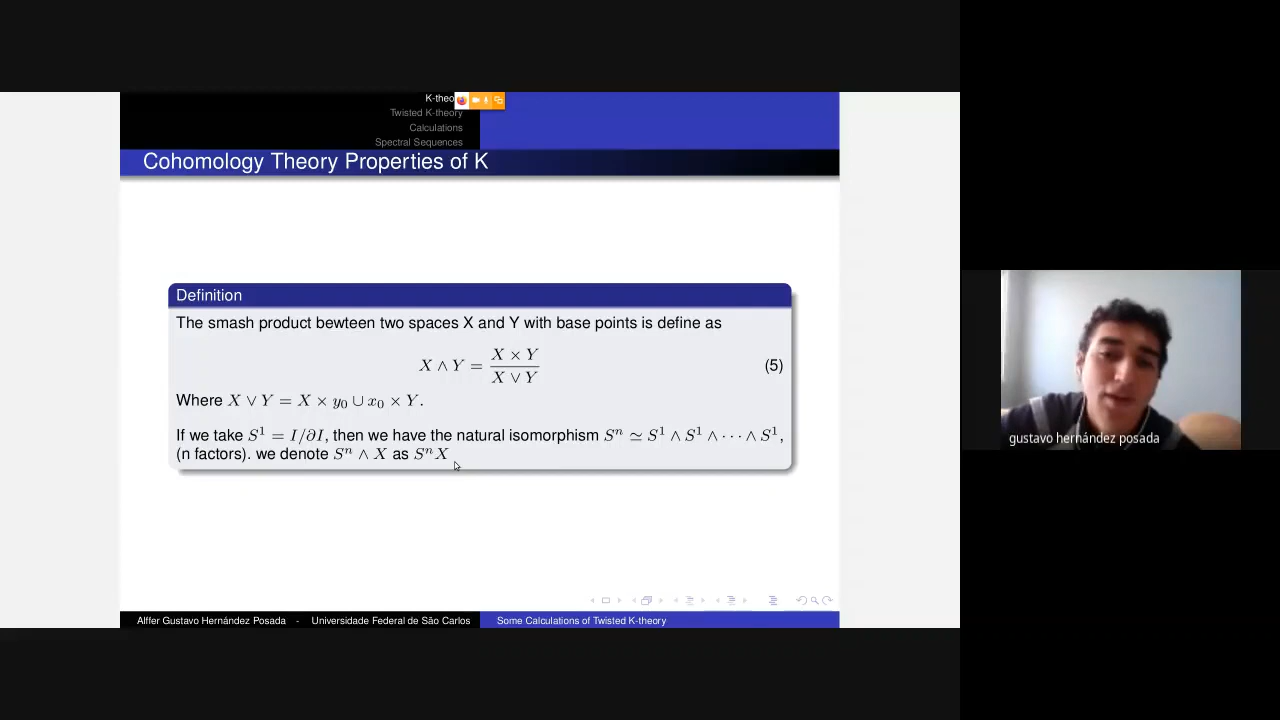 K-theo
Twisted K-theory
Calculations
Spectral Sequences
Cohomology Theory Properties of K
Definition
The smash product bewteen two spaces X and Y with base points is define as
X ∧ Y = \frac{X × Y}{X ∨ Y} (5)
Where X ∨ Y = X × y₀ ∪ x₀ × Y.
If we take S¹ = I/∂I, then we have the natural isomorphism Sⁿ ≃ S¹ ∧ S¹ ∧ ⋯ ∧ S¹,
(n factors). we denote Sⁿ ∧ X as SⁿX
gustavo hernández posada
Alffer Gustavo Hernández Posada - Universidade Federal de São Carlos Some Calculations of Twisted K-theory